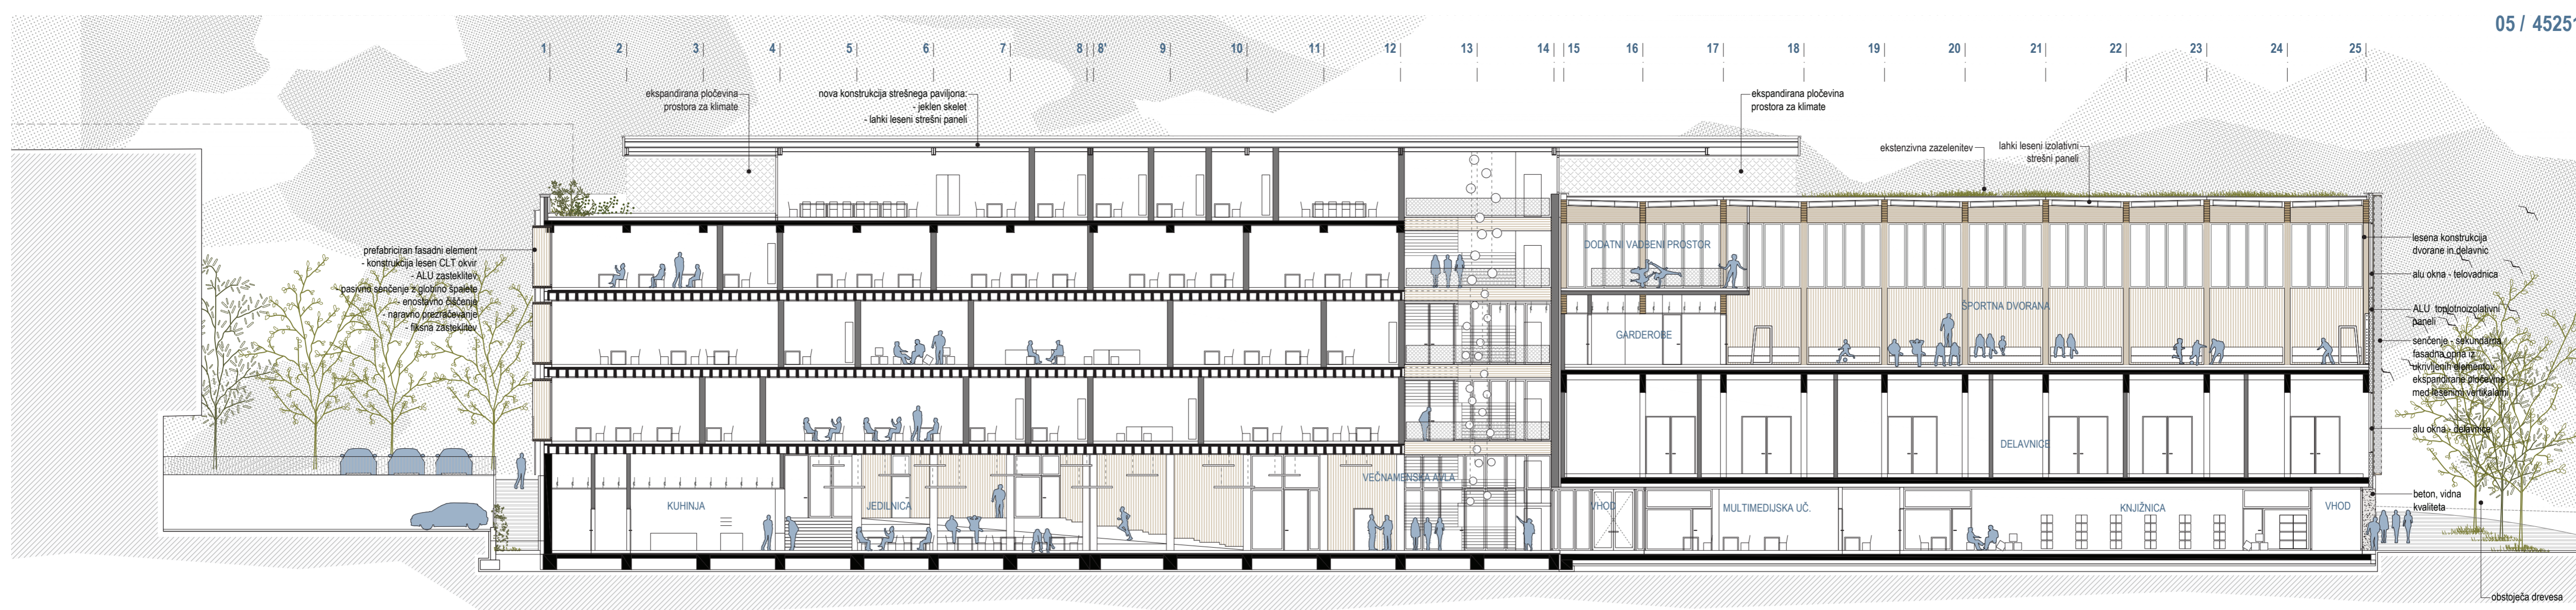 05 / 45251
1 2 3 4 5 6 7 8 8' 9 10 11 12 13 14 15 16 17 18 19 20 21 22 23 24 25
ekspandirana pločevina
prostora za klimate
nova konstrukcija strešnega paviljona:
- jeklen skelet
- lahki leseni strešni paneli
ekspandirana pločevina
prostora za klimate
ekstenzivna zazelenitev
lahki leseni izolativni
strešni paneli
prefabriciran fasadni element
- konstrukcija lesen CLT okvir
- ALU zasteklitev
- pasivno senčenje z globino špalete
- enostavno čiščenje
- naravno prezračevanje
- fiksna zasteklitev
DODATNI VADBENI PROSTOR
GARDEROBE
ŠPORTNA DVORANA
DELAVNICE
lesena konstrukcija
dvorane in delavnic
alu okna - telovadnica
ALU toplotnoizolativni
paneli
senčenje - sekundarna
fasadna opna iz
ukrivljenih elementov
ekspandirane pločevine
med lesenimi vertikalami
alu okna - delavnica
beton, vidna
kvaliteta
KUHINJA
JEDILNICA
VEČNAMENSKA AVLA
VHOD
MULTIMEDIJSKA UČ.
KNJIŽNICA
VHOD
obstoječa drevesa